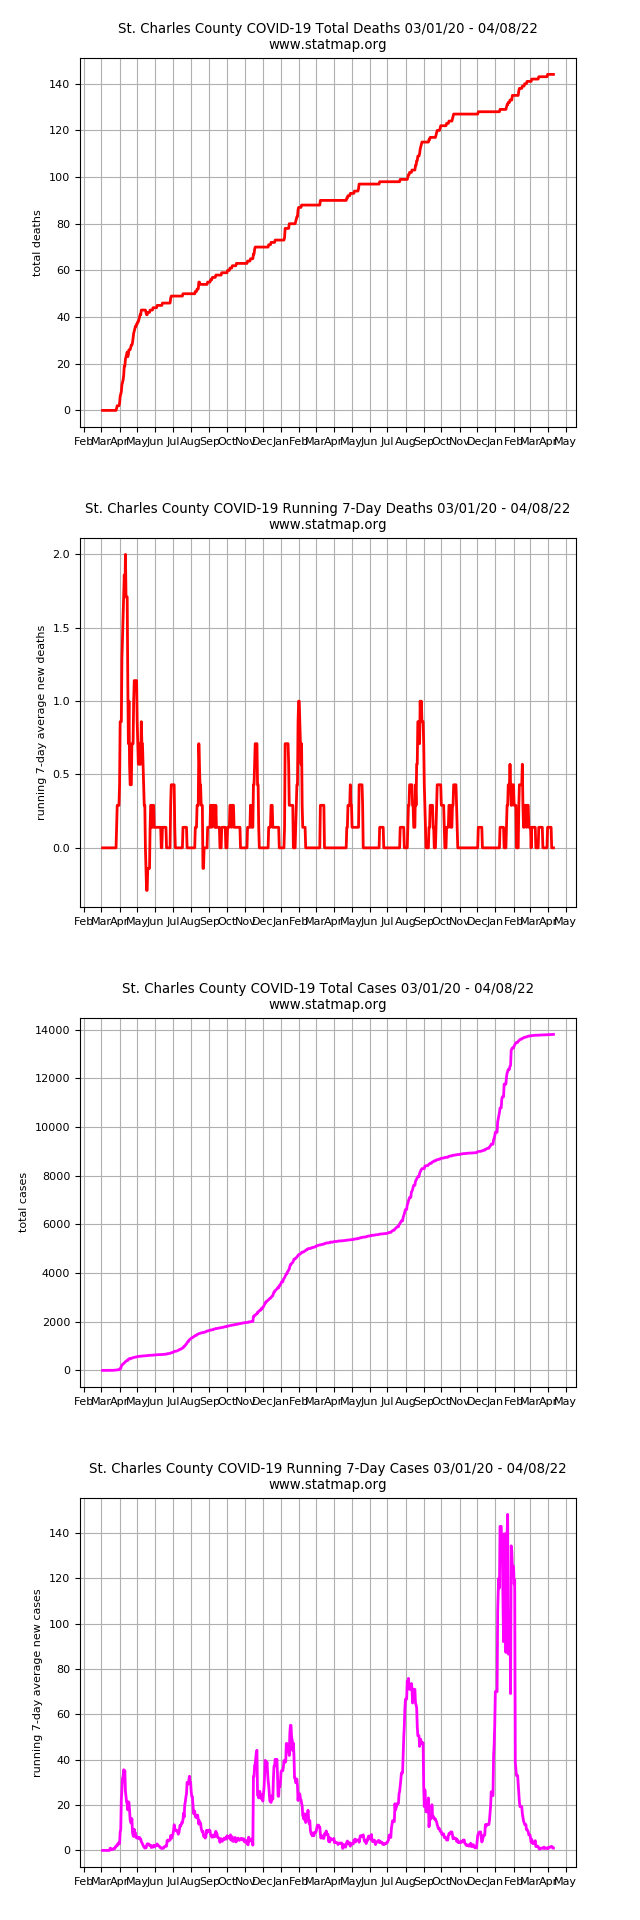 St. Charles County COVID-19 Total Deaths 03/01/20 - 04/08/22
www.statmap.org
140
120
100
80
60
40
20
0
total deaths
Feb Mar Apr May Jun Jul Aug Sep Oct Nov Dec Jan Feb Mar Apr May Jun Jul Aug Sep Oct Nov Dec Jan Feb Mar Apr May
St. Charles County COVID-19 Running 7-Day Deaths 03/01/20 - 04/08/22
www.statmap.org
2.0
1.5
1.0
0.5
0.0
running 7-day average new deaths
Feb Mar Apr May Jun Jul Aug Sep Oct Nov Dec Jan Feb Mar Apr May Jun Jul Aug Sep Oct Nov Dec Jan Feb Mar Apr May
St. Charles County COVID-19 Total Cases 03/01/20 - 04/08/22
www.statmap.org
14000
12000
10000
8000
6000
4000
2000
0
total cases
Feb Mar Apr May Jun Jul Aug Sep Oct Nov Dec Jan Feb Mar Apr May Jun Jul Aug Sep Oct Nov Dec Jan Feb Mar Apr May
St. Charles County COVID-19 Running 7-Day Cases 03/01/20 - 04/08/22
www.statmap.org
140
120
100
80
60
40
20
0
running 7-day average new cases
Feb Mar Apr May Jun Jul Aug Sep Oct Nov Dec Jan Feb Mar Apr May Jun Jul Aug Sep Oct Nov Dec Jan Feb Mar Apr May